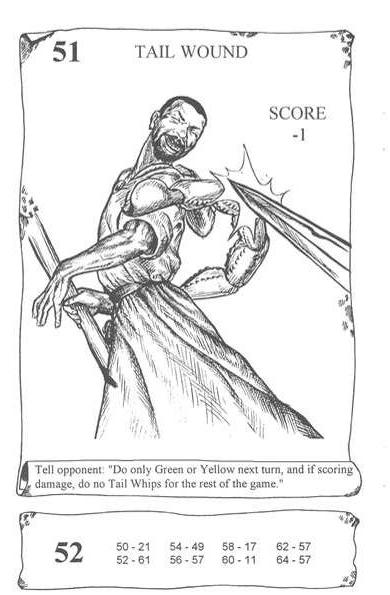 51 TAIL WOUND
SCORE
-1
Tell opponent: "Do only Green or Yellow next turn, and if scoring
damage, do no Tail Whips for the rest of the game."
52 50 - 21 54 - 49 58 - 17 62 - 57
52 - 61 56 - 57 60 - 11 64 - 57